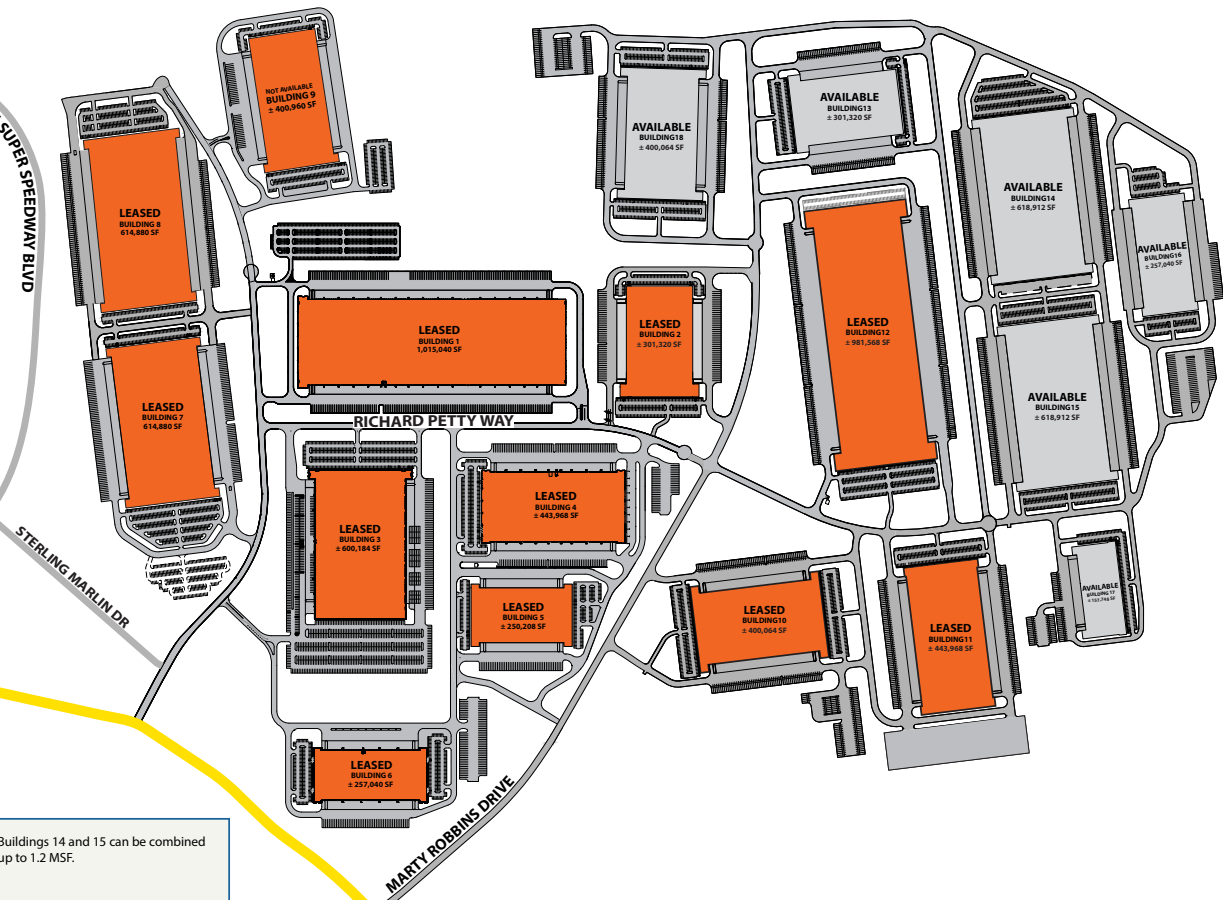 SUPER SPEEDWAY BLVD
NOT AVAILABLE
BUILDING 9
± 400,960 SF
LEASED
BUILDING 8
614,880 SF
LEASED
BUILDING 7
614,880 SF
LEASED
BUILDING 1
1,015,040 SF
LEASED
BUILDING 2
± 301,320 SF
AVAILABLE
BUILDING18
± 400,064 SF
AVAILABLE
BUILDING13
± 301,320 SF
AVAILABLE
BUILDING14
± 618,912 SF
AVAILABLE
BUILDING16
± 257,040 SF
LEASED
BUILDING12
± 981,568 SF
AVAILABLE
BUILDING15
± 618,912 SF
RICHARD PETTY WAY
LEASED
BUILDING 3
± 600,184 SF
LEASED
BUILDING 4
± 443,968 SF
LEASED
BUILDING 5
± 250,208 SF
LEASED
BUILDING10
± 400,064 SF
LEASED
BUILDING11
± 443,968 SF
AVAILABLE
BUILDING 17
SF
STERLING MARLIN DR
LEASED
BUILDING 6
± 257,040 SF
MARTY ROBBINS DRIVE
Buildings 14 and 15 can be combined
up to 1.2 MSF.